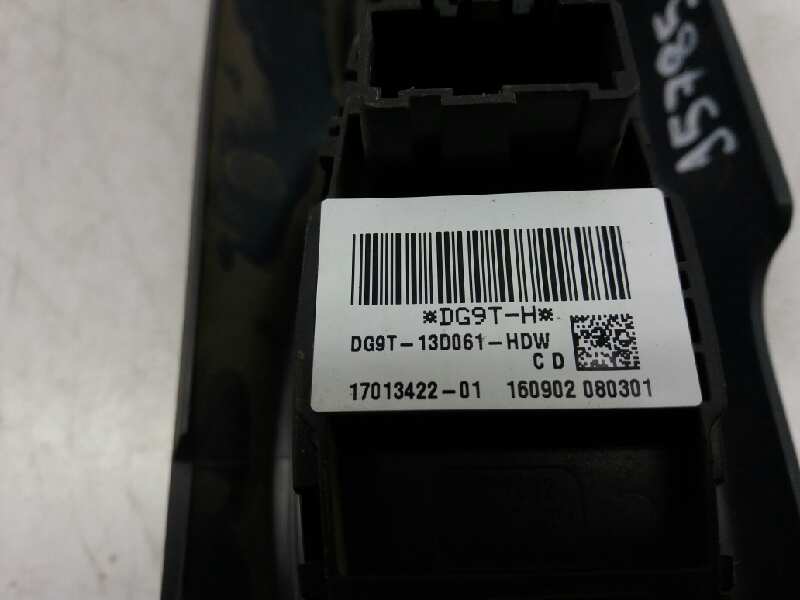 *DG9T-H*
DG9T-13D061-HDW
C D
17013422-01 160902 080301